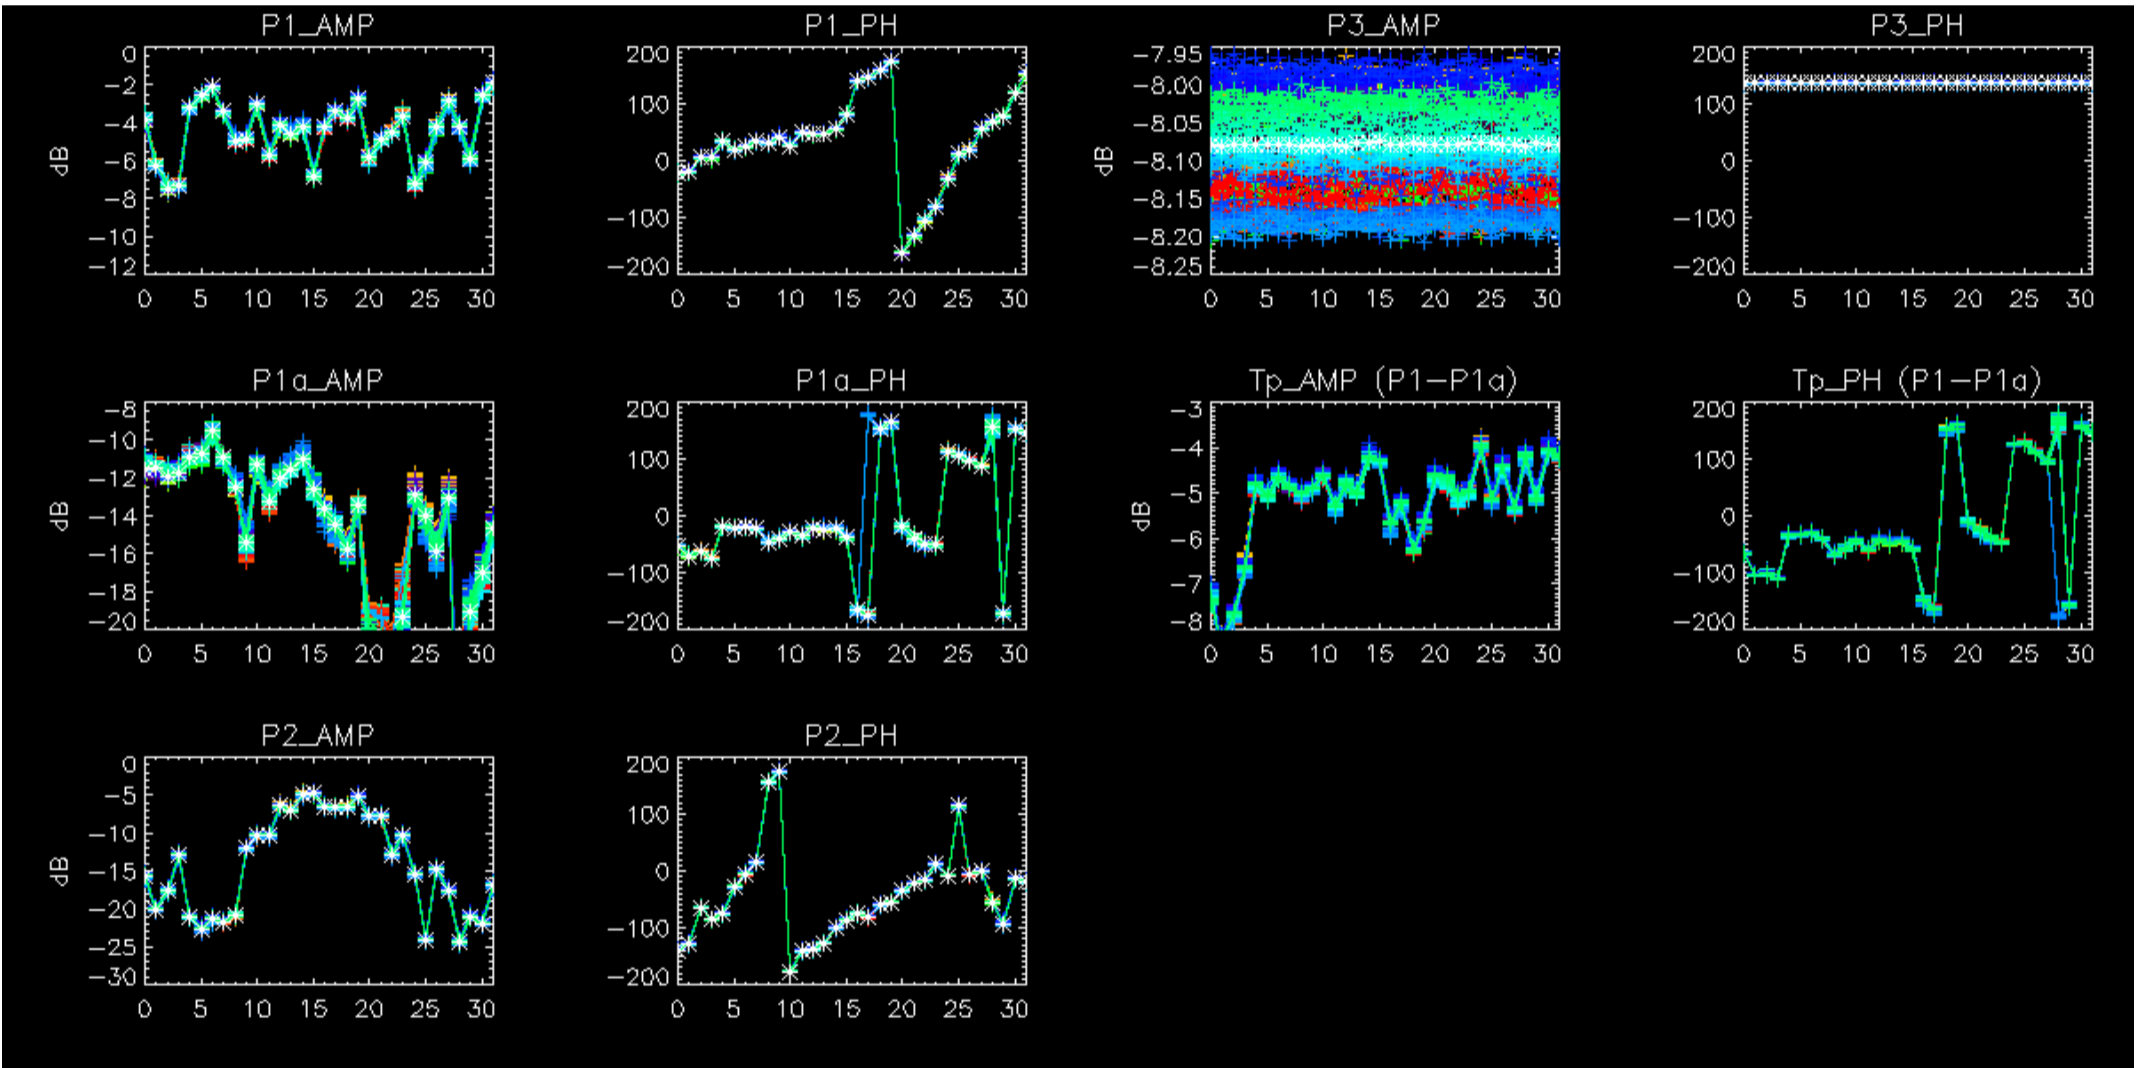 P1_AMP P1_PH P3_AMP P3_PH
0 200 -7.95 200
-2 -8.00
-4 100 -8.05 100
dB -6 0 dB -8.10 0
-8 -8.15
-10 -100 -8.20 -100
-12 -200 -8.25 -200
0 5 10 15 20 25 30 0 5 10 15 20 25 30 0 5 10 15 20 25 30 0 5 10 15 20 25 30
P1a_AMP P1a_PH Tp_AMP (P1-P1a) Tp_PH (P1-P1a)
-8 200 -3 200
-10 100 -4 100
-12
dB -14 0 dB -5 0
-16 -6
-18 -100 -7 -100
-20 -200 -8 -200
0 5 10 15 20 25 30 0 5 10 15 20 25 30 0 5 10 15 20 25 30 0 5 10 15 20 25 30
P2_AMP P2_PH
0 200
-5 100
-10
dB -15 0
-20 -100
-25
-30 -200
0 5 10 15 20 25 30 0 5 10 15 20 25 30